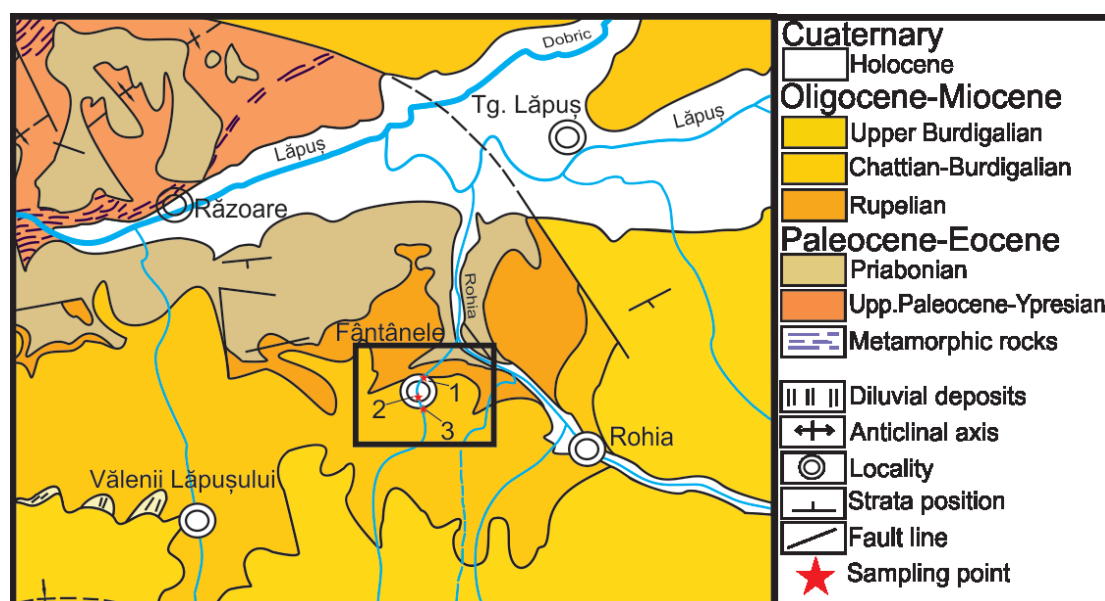 Dobric
Tg. Lăpuș
Lăpuș
Lăpuș
Răzoare
Rohia
Fântânele
1
2
3
Rohia
Vălenii Lăpușului
Cuaternary
Holocene
Oligocene-Miocene
Upper Burdigalian
Chattian-Burdigalian
Rupelian
Paleocene-Eocene
Priabonian
Upp.Paleocene-Ypresian
Metamorphic rocks
Diluvial deposits
Anticlinal axis
Locality
Strata position
Fault line
Sampling point